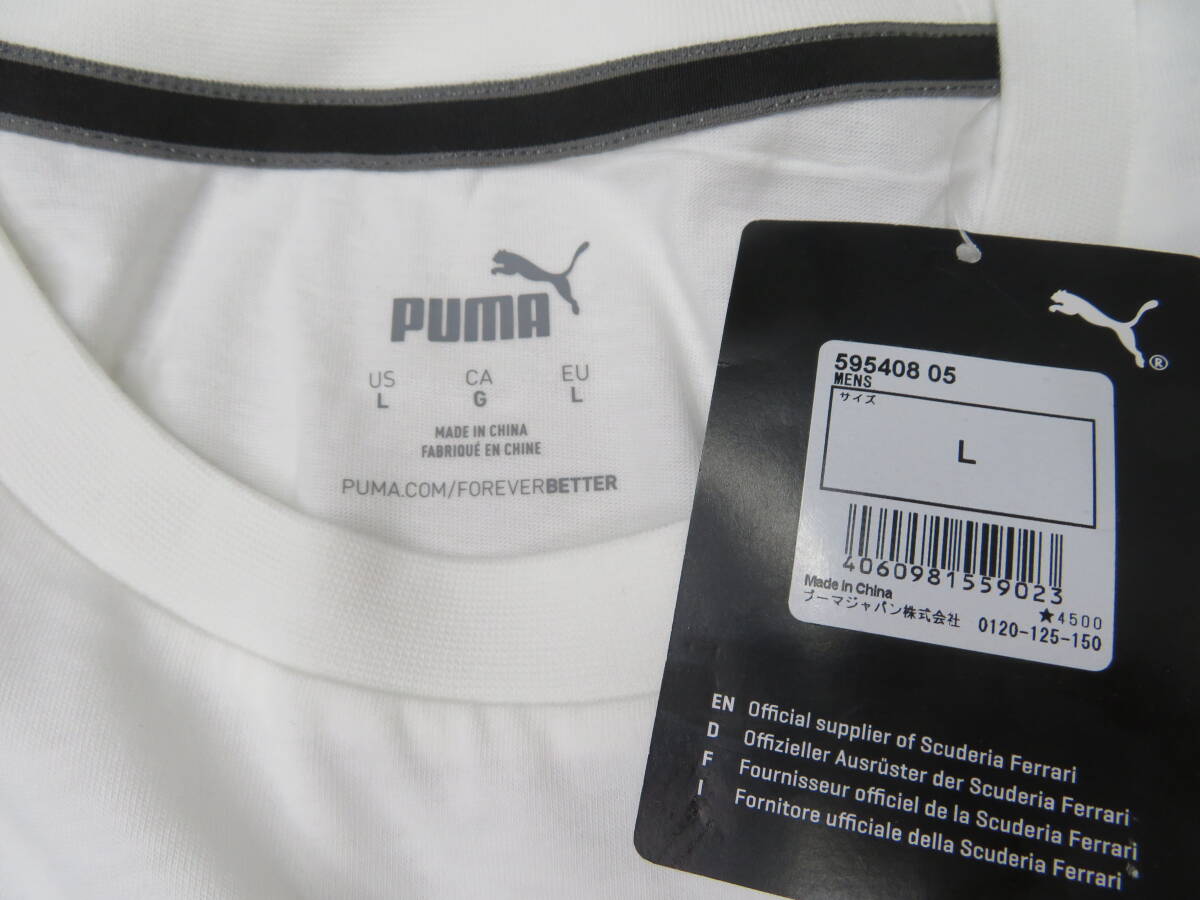 PUMA
US CA EU
L G L
MADE IN CHINA
FABRIQUÉ EN CHINE
PUMA.COM/FOREVERBETTER
®
595408 05
MENS
サイズ
L
4060981559023
Made in China
★4500
プーマジャパン株式会社 0120-125-150
EN Official supplier of Scuderia Ferrari
D Offizieller Ausrüster der Scuderia Ferrari
F Fournisseur officiel de la Scuderia Ferrari
I Fornitore ufficiale della Scuderia Ferrari